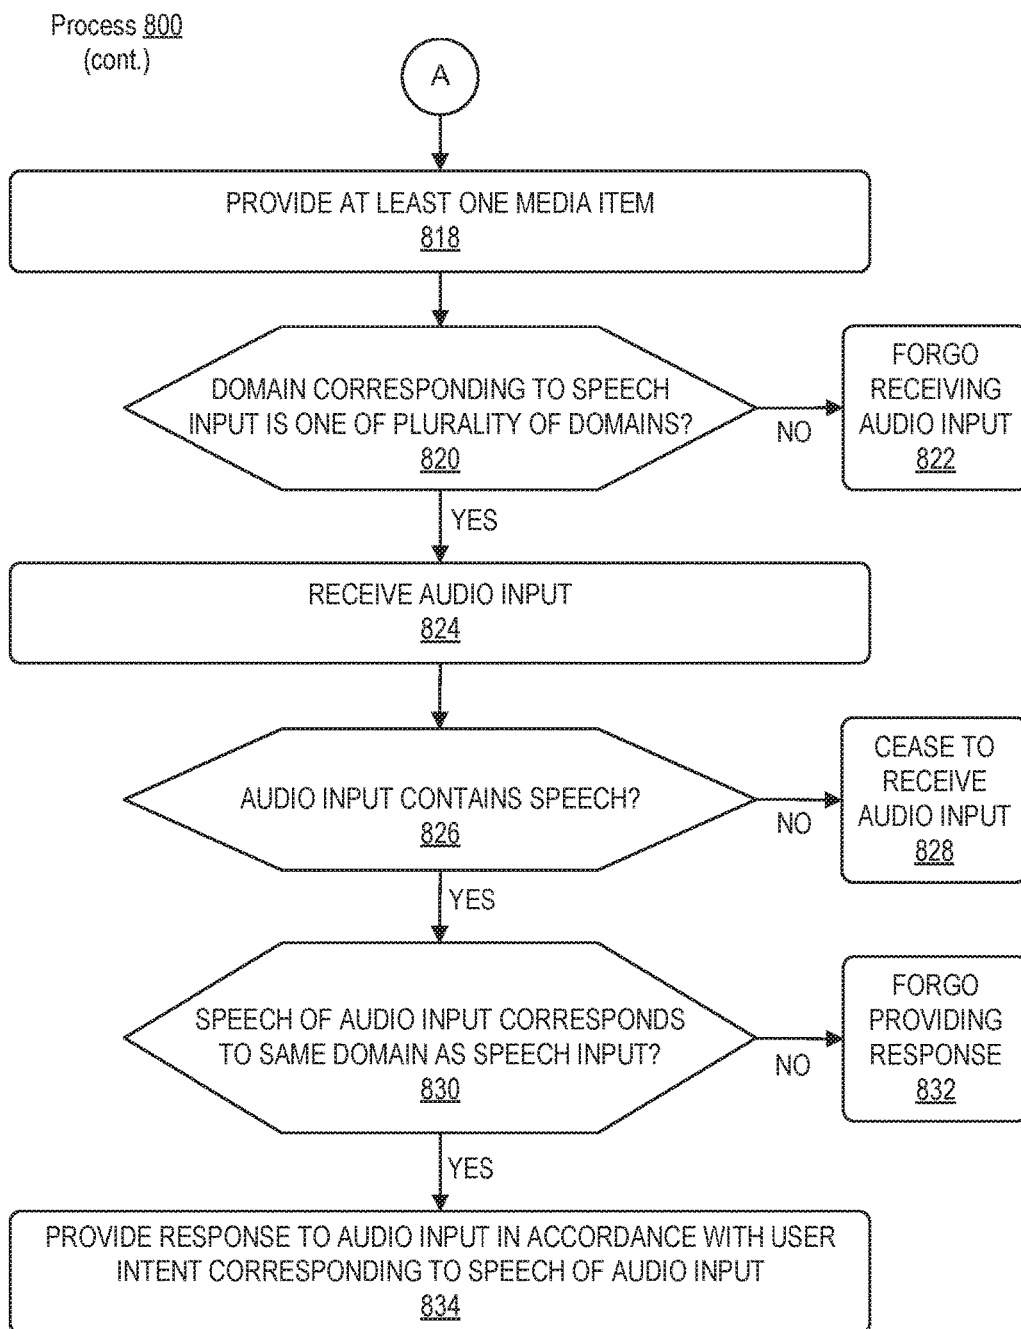 Process 800
(cont.)
A
PROVIDE AT LEAST ONE MEDIA ITEM
818
DOMAIN CORRESPONDING TO SPEECH
INPUT IS ONE OF PLURALITY OF DOMAINS?
820
NO
FORGO
RECEIVING
AUDIO INPUT
822
YES
RECEIVE AUDIO INPUT
824
AUDIO INPUT CONTAINS SPEECH?
826
NO
CEASE TO
RECEIVE
AUDIO INPUT
828
YES
SPEECH OF AUDIO INPUT CORRESPONDS
TO SAME DOMAIN AS SPEECH INPUT?
830
NO
FORGO
PROVIDING
RESPONSE
832
YES
PROVIDE RESPONSE TO AUDIO INPUT IN ACCORDANCE WITH USER
INTENT CORRESPONDING TO SPEECH OF AUDIO INPUT
834